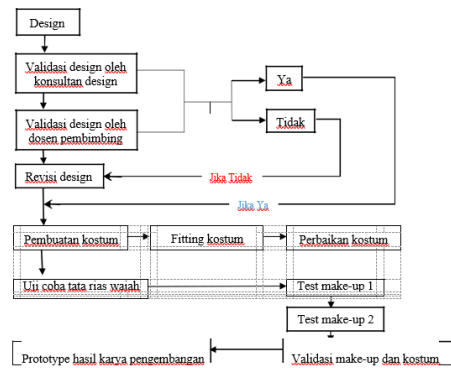 Design
Validasi design oleh
konsultan design
Ya
Validasi design oleh
dosen pembimbing
Tidak
Revisi design
Jika Tidak
Jika Ya
Pembuatan kostum
Fitting kostum
Perbaikan kostum
Uji coba tata rias wajah
Test make-up 1
Test make-up 2
Prototype hasil karya pengembangan
Validasi make-up dan kostum